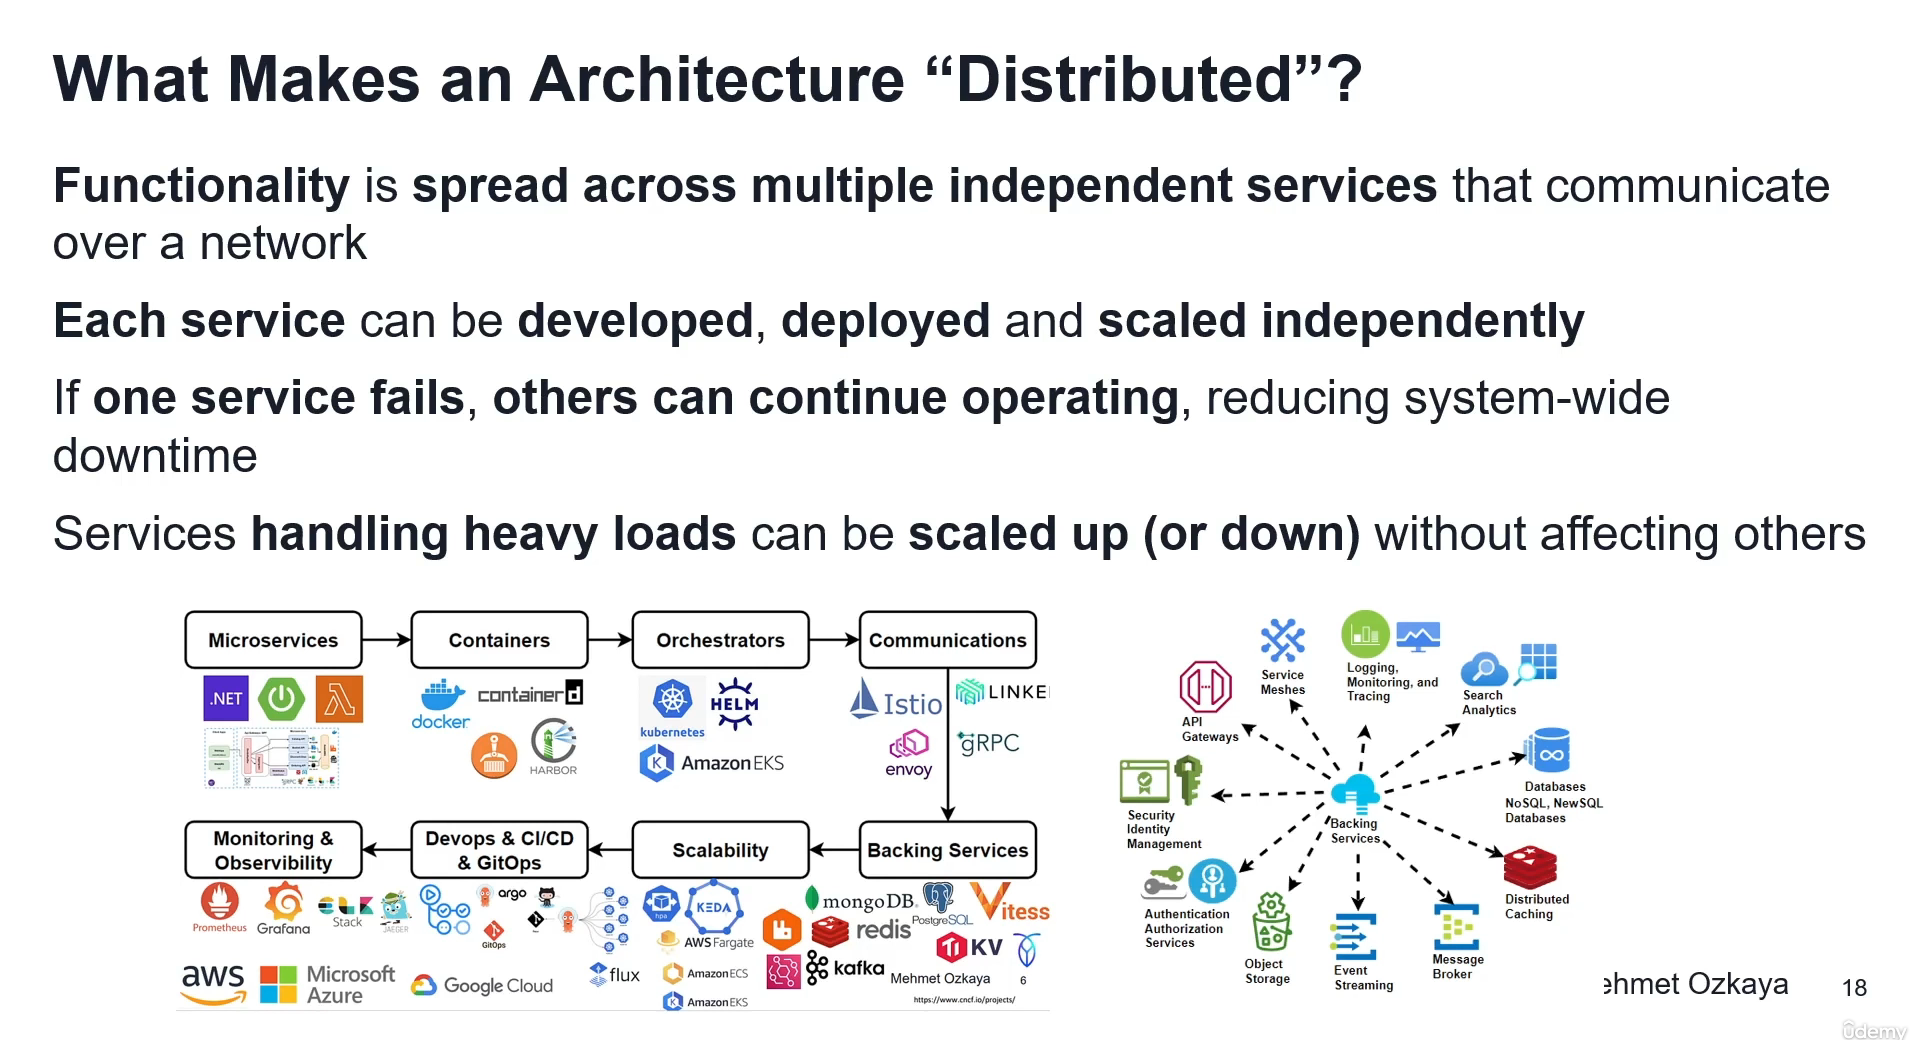 What Makes an Architecture “Distributed”?
Functionality is spread across multiple independent services that communicate
over a network
Each service can be developed, deployed and scaled independently
If one service fails, others can continue operating, reducing system-wide
downtime
Services handling heavy loads can be scaled up (or down) without affecting others
Microservices
Containers
Orchestrators
Communications
.NET
docker
containerd
HARBOR
kubernetes
HELM
Amazon EKS
Istio
LINKE
envoy
gRPC
Monitoring &
Observibility
Devops & CI/CD
& GitOps
Scalability
Backing Services
Prometheus
Grafana
ELK
Stack
JAEGER
argo
GitOps
flux
hpa
KEDA
AWS Fargate
Amazon ECS
Amazon EKS
mongoDB
PostgreSQL
Vitess
redis
KV
kafka
aws
Microsoft
Azure
Google Cloud
Mehmet Ozkaya
6
https://www.cncf.io/projects/
Service
Meshes
Logging,
Monitoring, and
Tracing
Search
Analytics
API
Gateways
Databases
NoSQL, NewSQL
Databases
Security
Identity
Management
Backing
Services
Distributed
Caching
Authentication
Authorization
Services
Object
Storage
Event
Streaming
Message
Broker
ehmet Ozkaya
18
ûdemy